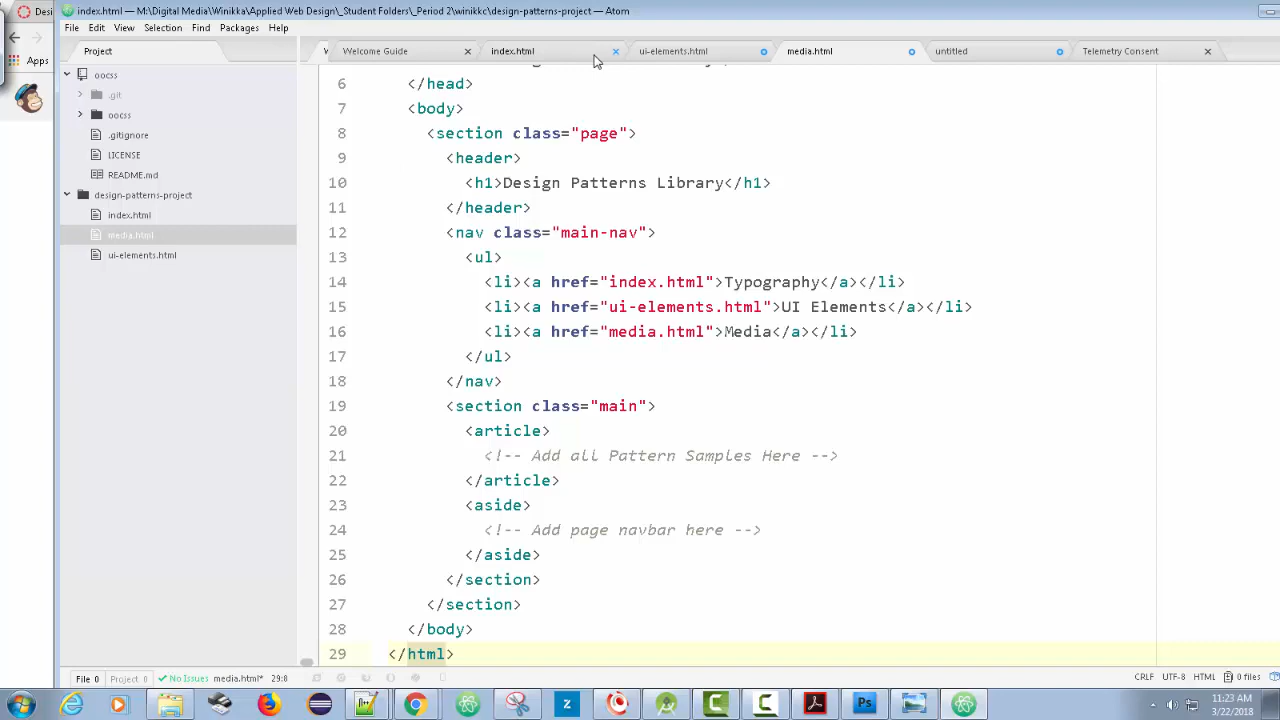 Desi
index.html — M:\Digital Media\Winikka\Applied Web Design\_Student Folders\_Period 2\winikkc\design-patterns-project — Atom
File Edit View Selection Find Packages Help
Apps
Project
Welcome Guide
index.html
ui-elements.html
media.html
untitled
Telemetry Consent
oocss
.git
oocss
.gitignore
LICENSE
README.md
design-patterns-project
index.html
media.html
ui-elements.html
6 </head>
7 <body>
8 <section class="page">
9 <header>
10 <h1>Design Patterns Library</h1>
11 </header>
12 <nav class="main-nav">
13 <ul>
14 <li><a href="index.html">Typography</a></li>
15 <li><a href="ui-elements.html">UI Elements</a></li>
16 <li><a href="media.html">Media</a></li>
17 </ul>
18 </nav>
19 <section class="main">
20 <article>
21 <!-- Add all Pattern Samples Here -->
22 </article>
23 <aside>
24 <!-- Add page navbar here -->
25 </aside>
26 </section>
27 </section>
28 </body>
29 </html>
File 0 Project 0 No Issues media.html* 29:8
CRLF UTF-8 HTML 0 files
11:23 AM
3/22/2018